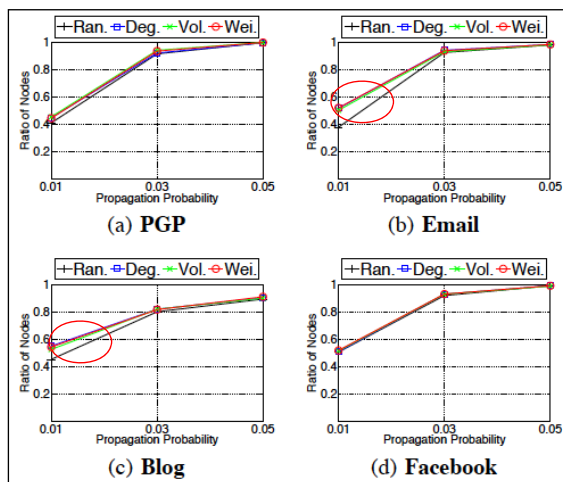 Ran. Deg. Vol. Wei.
Ran. Deg. Vol. Wei.
1
0.8
0.6
0.4
0.2
Ratio of Nodes
0.01 0.03 0.05
Propagation Probability
(a) PGP
1
0.8
0.6
0.4
0.2
Ratio of Nodes
0.01 0.03 0.05
Propagation Probability
(b) Email
Ran. Deg. Vol. Wei.
Ran. Deg. Vol. Wei.
1
0.8
0.6
0.4
0.2
Ratio of Nodes
0.01 0.03 0.05
Propagation Probability
(c) Blog
1
0.8
0.6
0.4
0.2
Ratio of Nodes
0.01 0.03 0.05
Propagation Probability
(d) Facebook